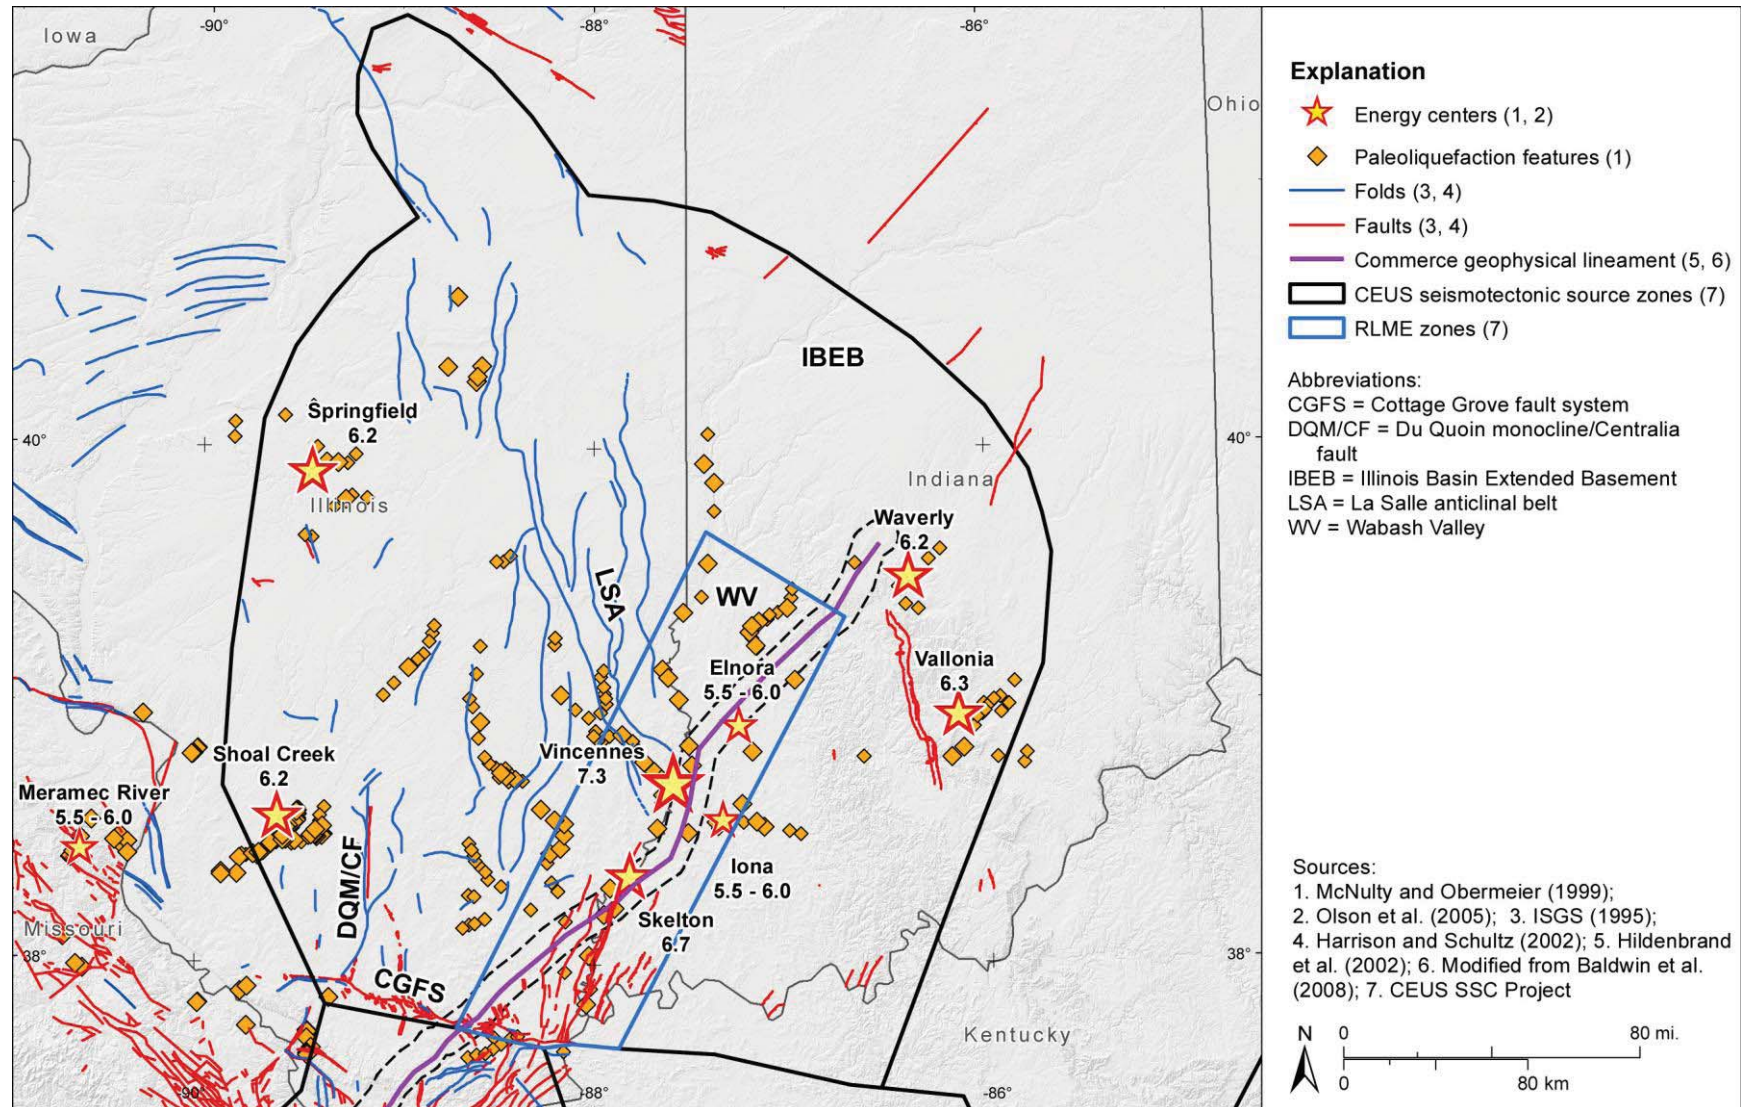 -90°
-88°
-86°
Iowa
Ohio
IBEB
Springfield
6.2
40°
40°
Illinois
Indiana
Waverly
6.2
LSA
WV
Elnora
5.5 - 6.0
Vallonia
6.3
Shoal Creek
6.2
Vincennes
7.3
Meramec River
5.5 - 6.0
DQM/CF
Iona
5.5 - 6.0
Skelton
6.7
Missouri
38°
38°
CGFS
Kentucky
-90°
-88°
-86°
Explanation
Energy centers (1, 2)
Paleoliquefaction features (1)
Folds (3, 4)
Faults (3, 4)
Commerce geophysical lineament (5, 6)
CEUS seismotectonic source zones (7)
RLME zones (7)
Abbreviations:
CGFS = Cottage Grove fault system
DQM/CF = Du Quoin monocline/Centralia
fault
IBEB = Illinois Basin Extended Basement
LSA = La Salle anticlinal belt
WV = Wabash Valley
Sources:
1. McNulty and Obermeier (1999);
2. Olson et al. (2005); 3. ISGS (1995);
4. Harrison and Schultz (2002); 5. Hildenbrand
et al. (2002); 6. Modified from Baldwin et al.
(2008); 7. CEUS SSC Project
N
0 80 mi.
0 80 km